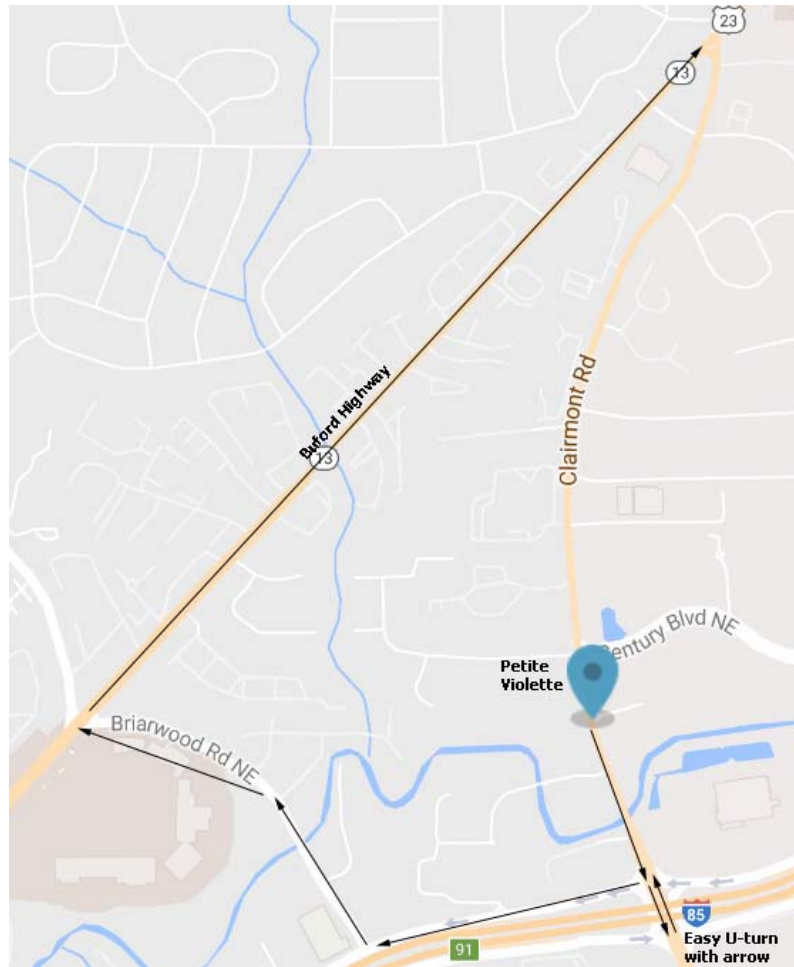 23
13
Buford Highway
13
Clairmont Rd
Century Blvd NE
Petite
Violette
Briarwood Rd NE
85
91
Easy U-turn
with arrow